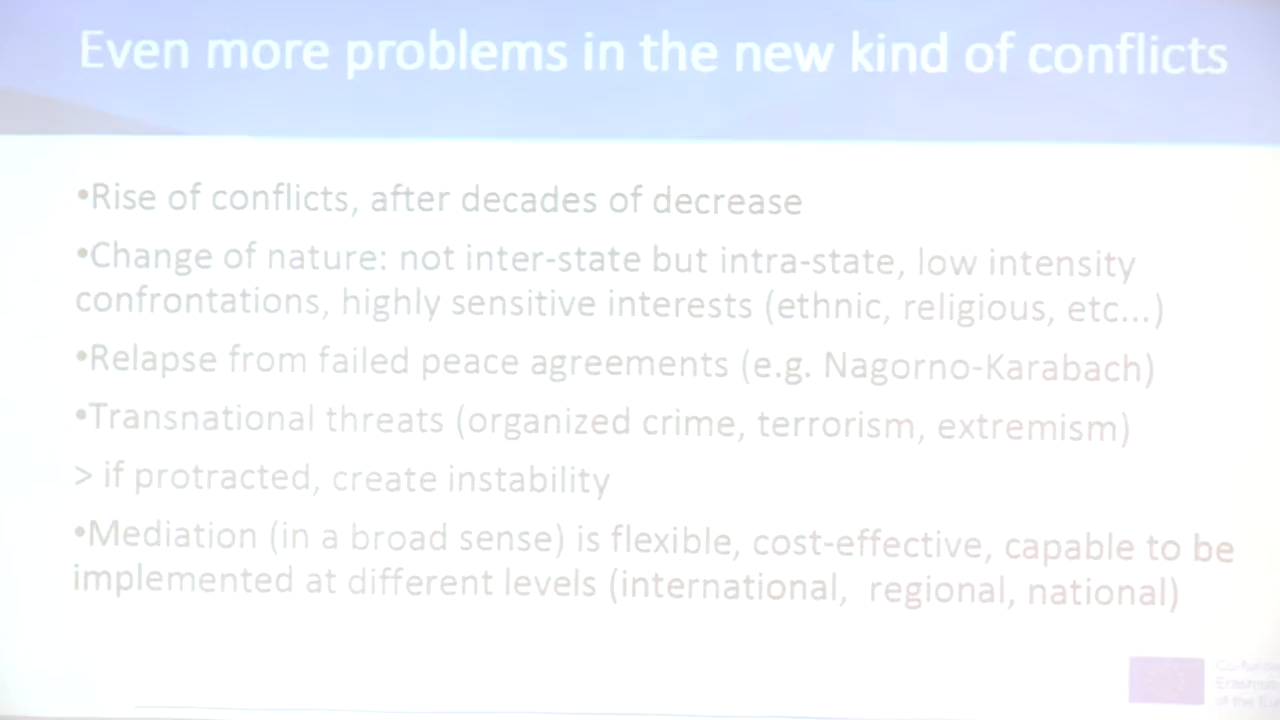 Even more problems in the new kind of conflicts
•Rise of conflicts, after decades of decrease
•Change of nature: not inter-state but intra-state, low intensity
confrontations, highly sensitive interests (ethnic, religious, etc...)
•Relapse from failed peace agreements (e.g. Nagorno-Karabach)
•Transnational threats (organized crime, terrorism, extremism)
> if protracted, create instability
•Mediation (in a broad sense) is flexible, cost-effective, capable to be
implemented at different levels (international, regional, national)
of the